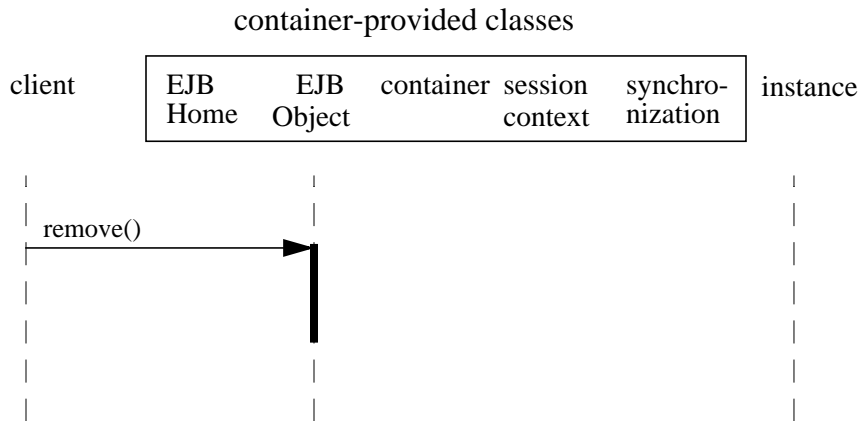 container-provided classes
client EJB EJB container session synchro- instance
Home Object context nization
remove()